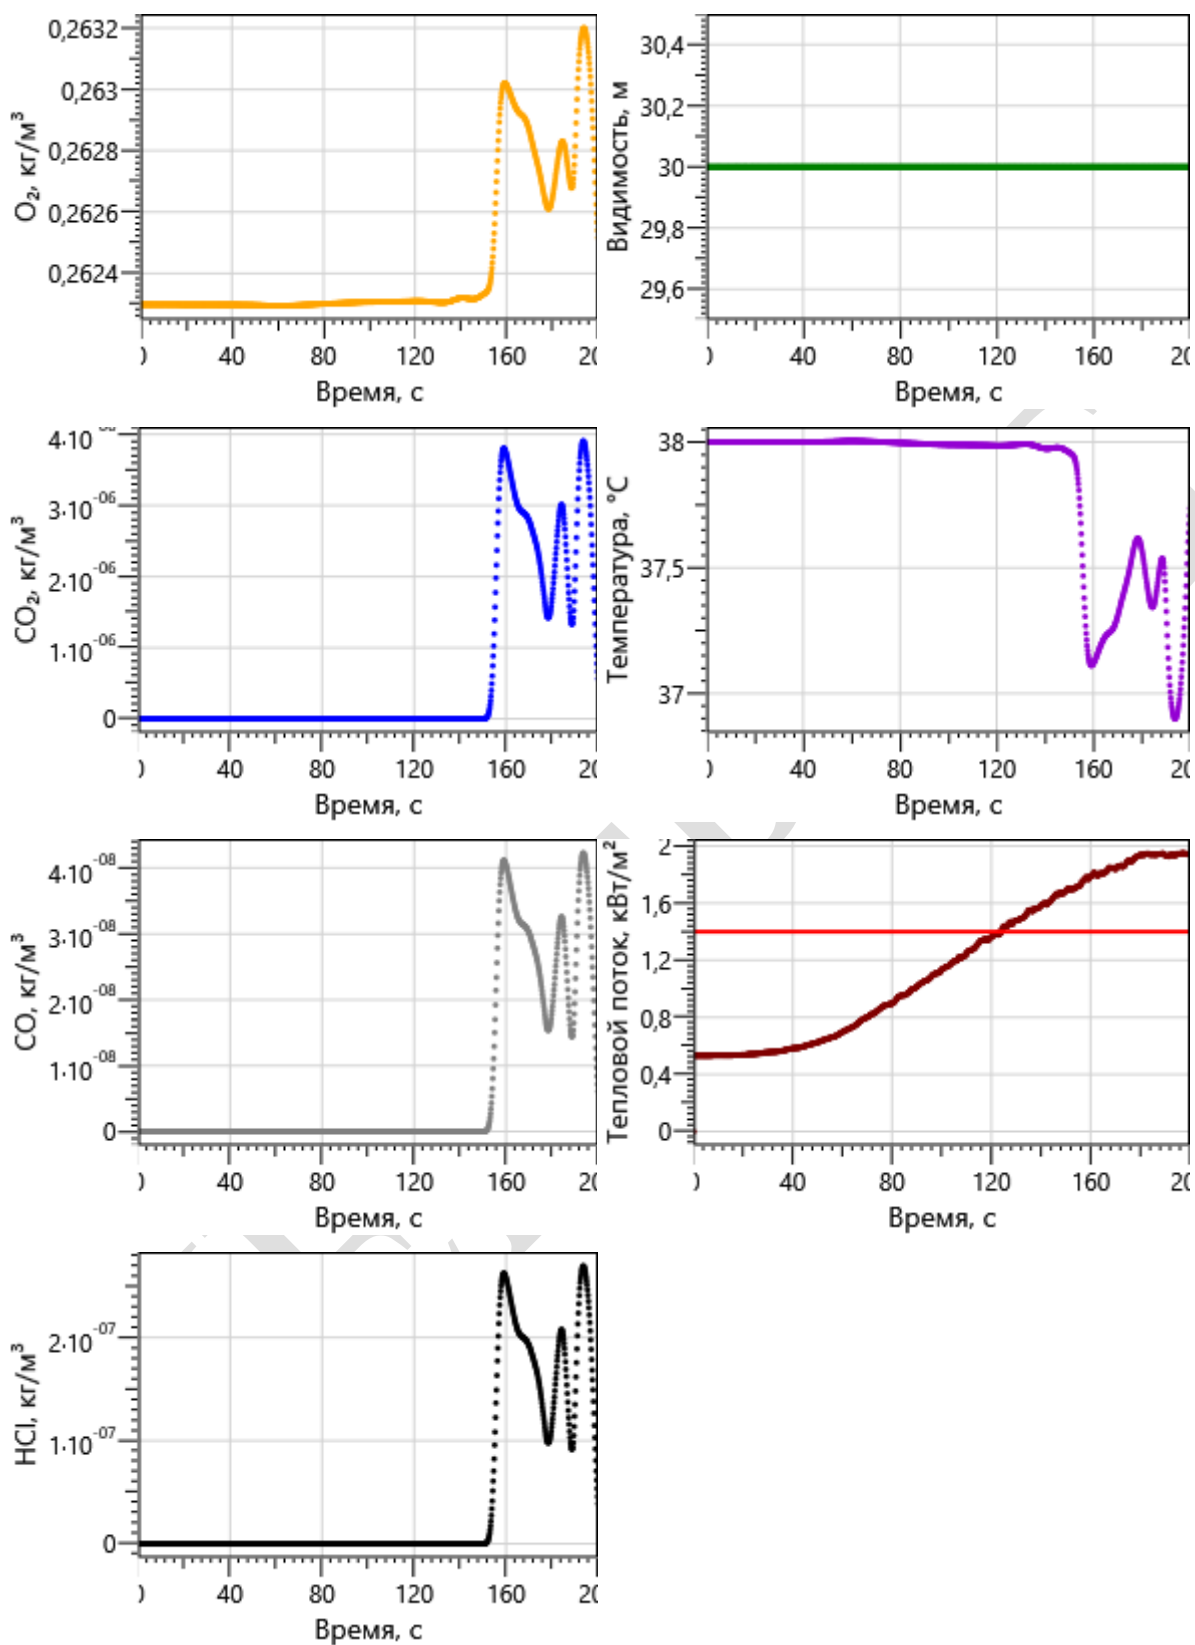 O₂, кг/м³
0,2632
0,263
0,2628
0,2626
0,2624
40 80 120 160
Время, с
Видимость, м
30,4
30,2
30
29,8
29,6
40 80 120 160
Время, с
CO₂, кг/м³
3·10⁻⁰⁶
2·10⁻⁰⁶
1·10⁻⁰⁶
0
40 80 120 160
Время, с
Температура, °C
38
37,5
37
40 80 120 160
Время, с
CO, кг/м³
4·10⁻⁰⁸
3·10⁻⁰⁸
2·10⁻⁰⁸
1·10⁻⁰⁸
0
40 80 120 160
Время, с
Тепловой поток, кВт/м²
2
1,6
1,2
0,8
0,4
0
40 80 120 160
Время, с
HCl, кг/м³
2·10⁻⁰⁷
1·10⁻⁰⁷
0
40 80 120 160
Время, с